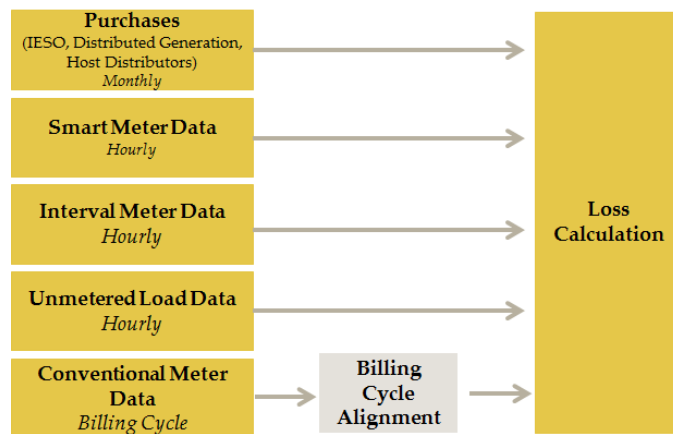 Purchases
(IESO, Distributed Generation,
Host Distributors)
Monthly
Smart Meter Data
Hourly
Interval Meter Data
Hourly
Unmetered Load Data
Hourly
Conventional Meter
Data
Billing Cycle
Billing
Cycle
Alignment
Loss
Calculation